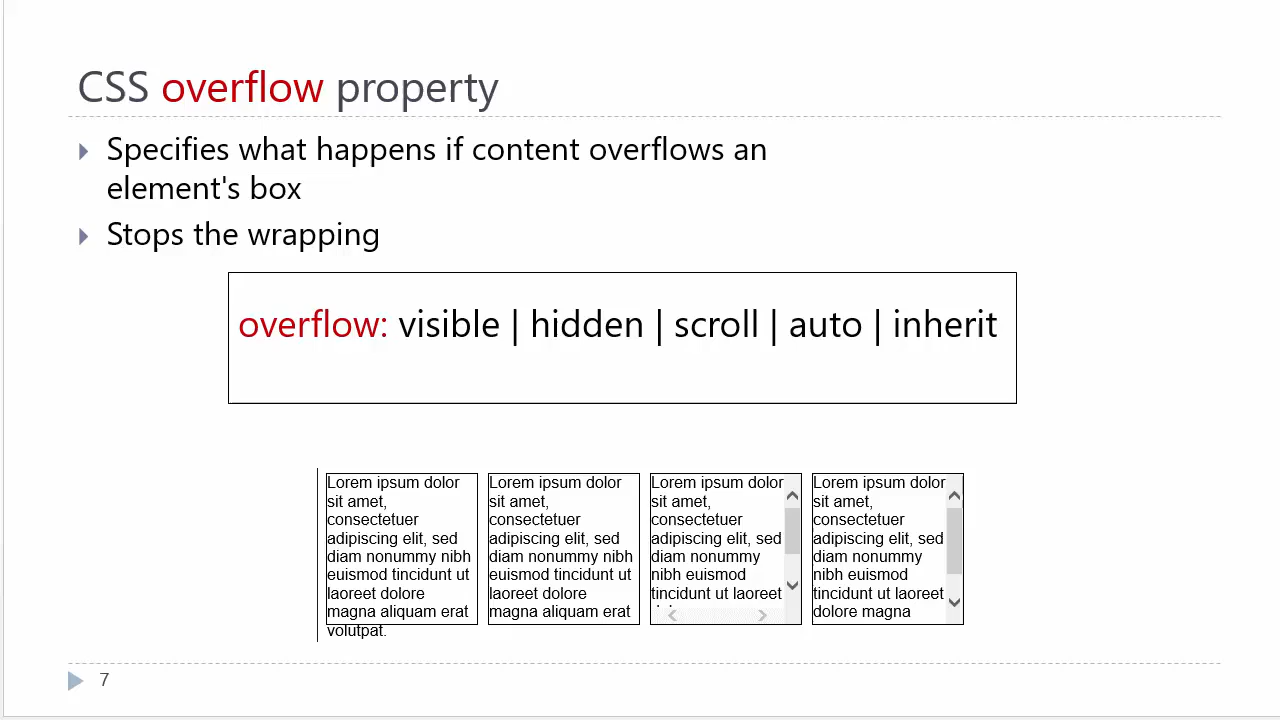 CSS overflow property
Specifies what happens if content overflows an
element's box
Stops the wrapping
overflow: visible | hidden | scroll | auto | inherit
Lorem ipsum dolor
sit amet,
consectetuer
adipiscing elit, sed
diam nonummy nibh
euismod tincidunt ut
laoreet dolore
magna aliquam erat
volutpat.
Lorem ipsum dolor
sit amet,
consectetuer
adipiscing elit, sed
diam nonummy nibh
euismod tincidunt ut
laoreet dolore
magna aliquam erat
Lorem ipsum dolor
sit amet,
consectetuer
adipiscing elit, sed
diam nonummy
nibh euismod
tincidunt ut laoreet
Lorem ipsum dolor
sit amet,
consectetuer
adipiscing elit, sed
diam nonummy
nibh euismod
tincidunt ut laoreet
dolore magna
7